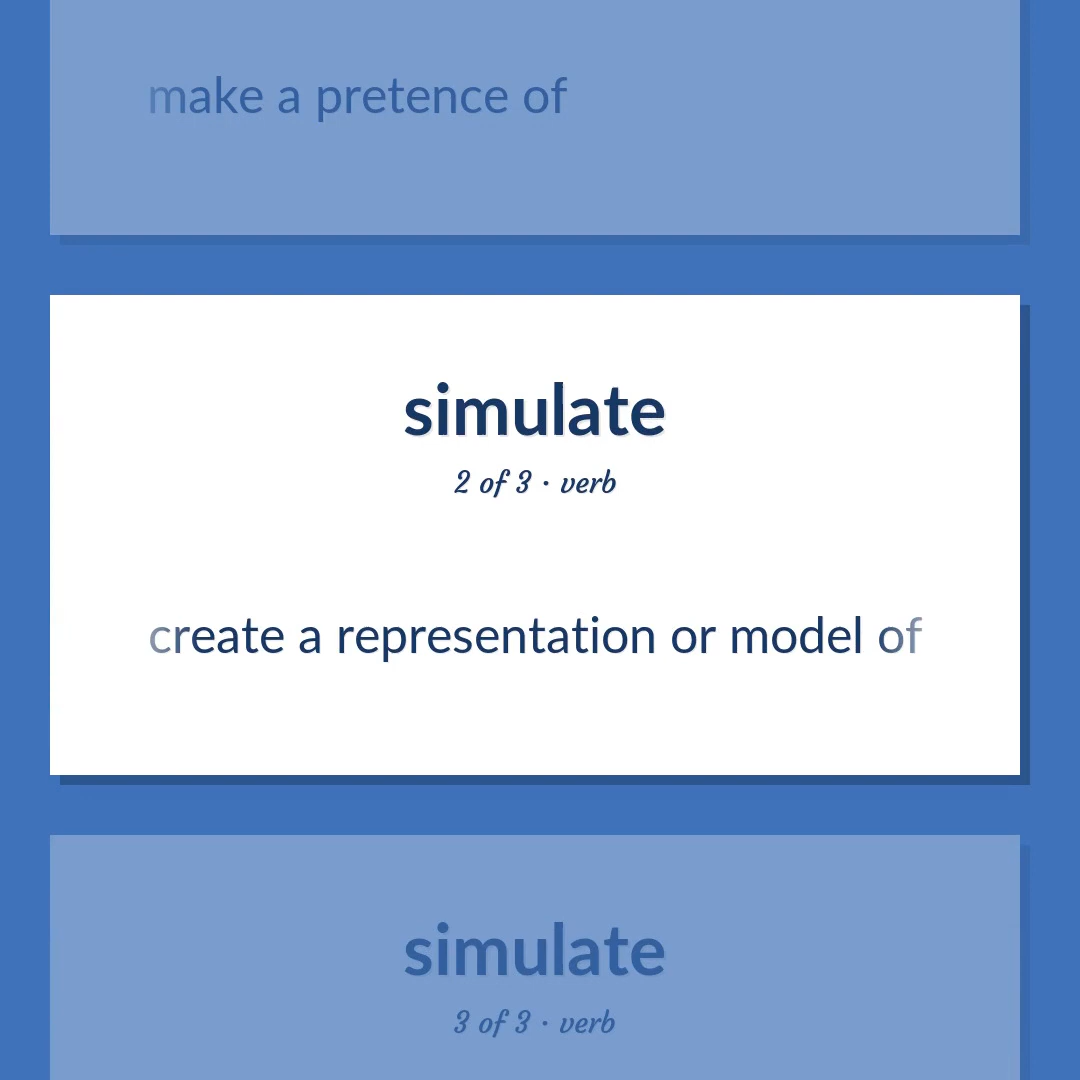 make a pretence of
simulate
2 of 3 · verb
create a representation or model of
simulate
3 of 3 · verb